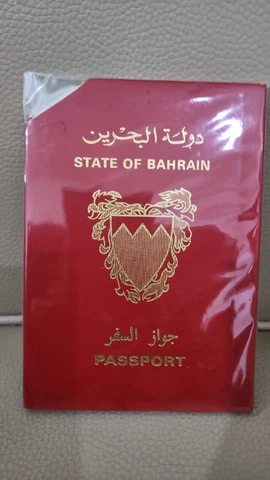 دولة البحرين
STATE OF BAHRAIN
جواز السفر
PASSPORT